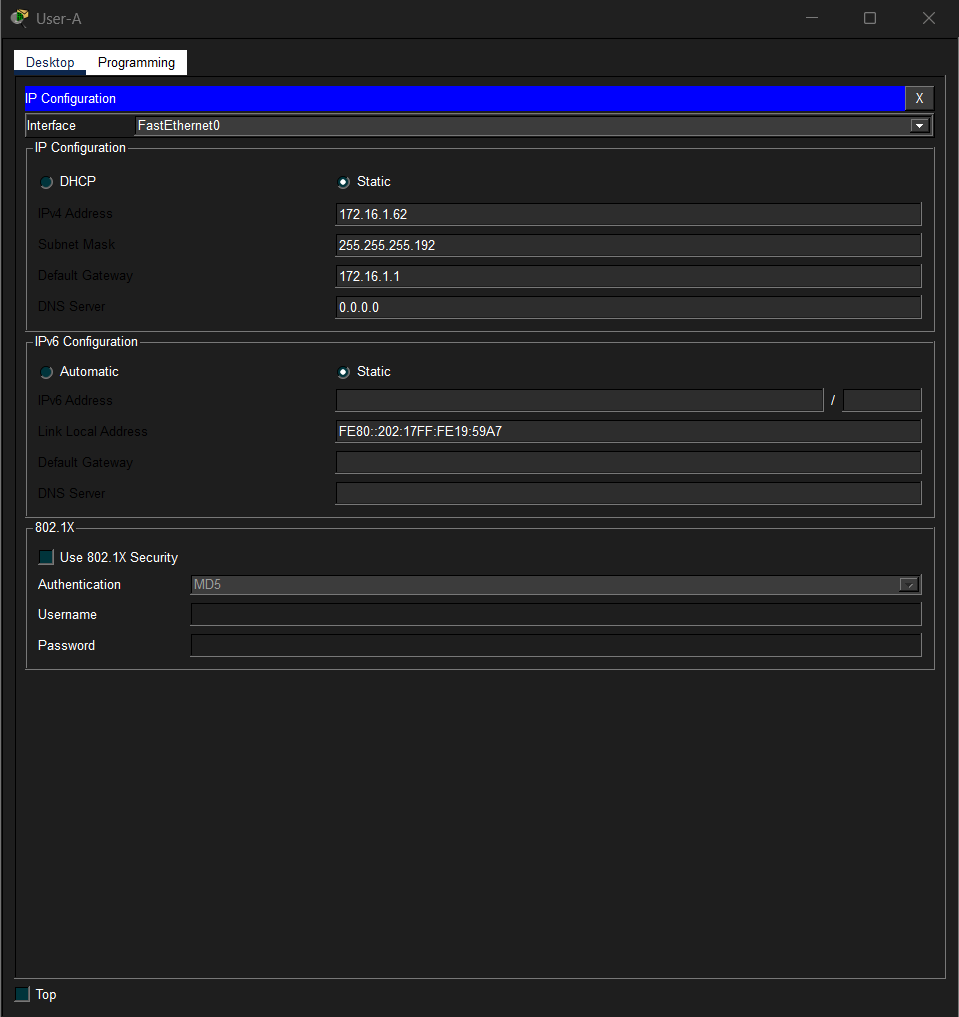 User-A
Desktop Programming
IP Configuration X
Interface FastEthernet0
IP Configuration
DHCP Static
IPv4 Address 172.16.1.62
Subnet Mask 255.255.255.192
Default Gateway 172.16.1.1
DNS Server 0.0.0.0
IPv6 Configuration
Automatic Static
IPv6 Address /
Link Local Address FE80::202:17FF:FE19:59A7
Default Gateway
DNS Server
802.1X
Use 802.1X Security
Authentication MD5
Username
Password
Top